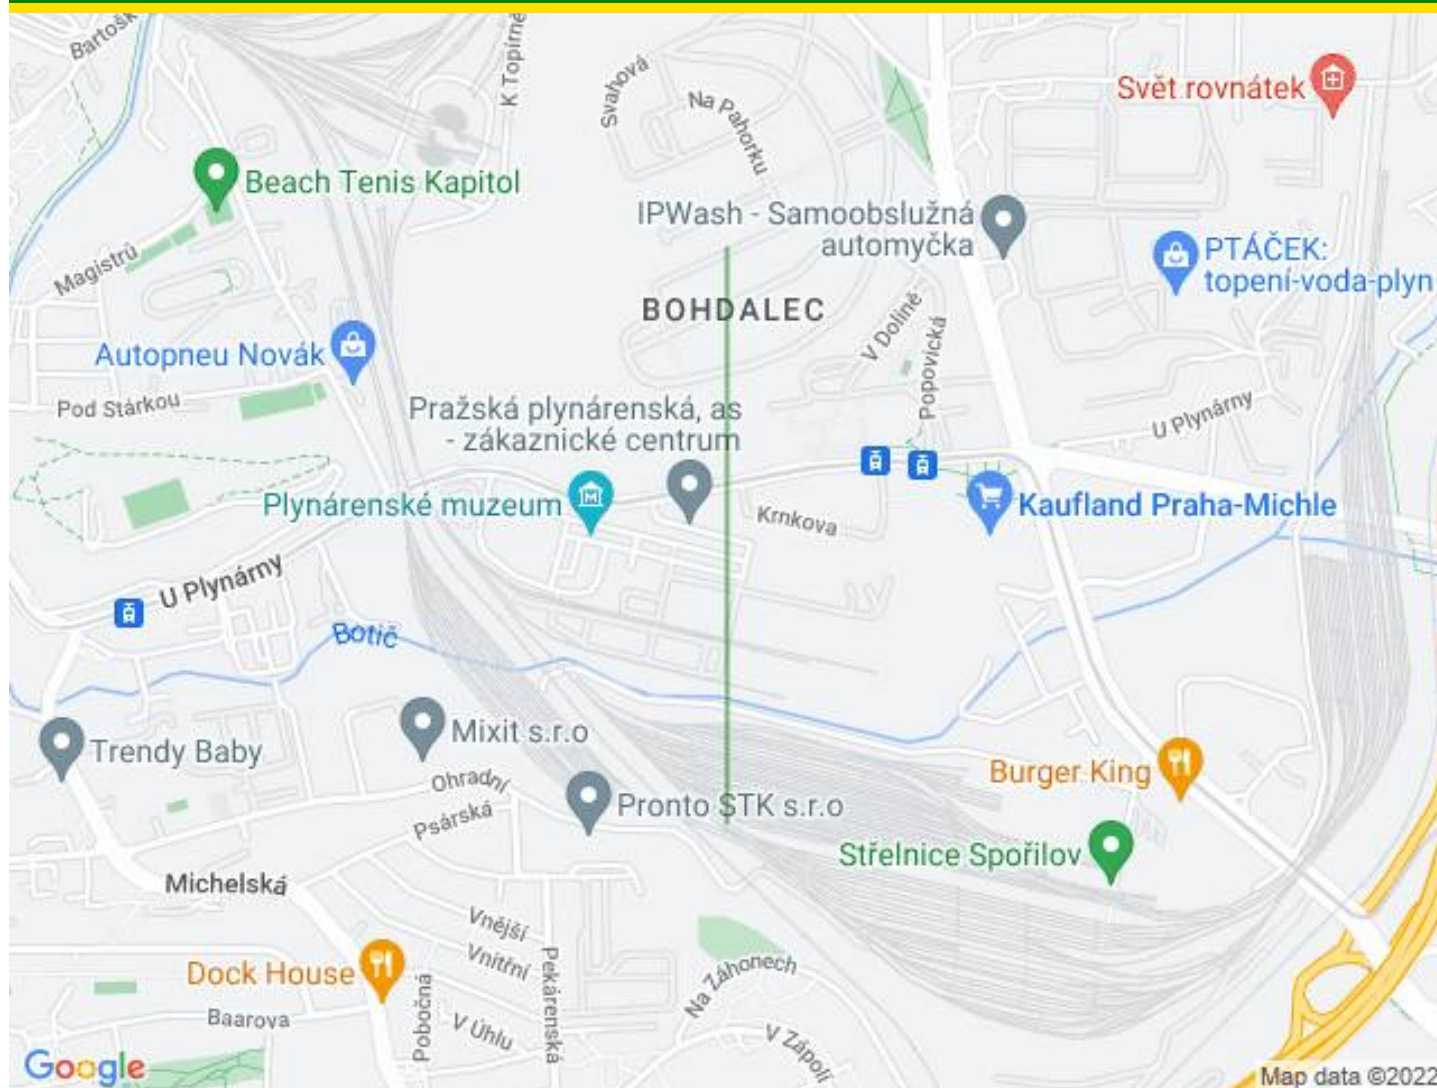 Bartošk
K Topírně
Svahová
Na Pahorku
Svět rovnátek
Beach Tenis Kapitol
IPWash - Samoobslužná
automyčka
PTÁČEK:
topení-voda-plyn
Magistrů
BOHDALEC
V Dolině
Popovická
Autopneu Novák
Pod Stárkou
Pražská plynárenská, as
- zákaznické centrum
U Plynárny
Plynárenské muzeum
Krnkova
Kaufland Praha-Michle
U Plynárny
Botič
Mixit s.r.o
Trendy Baby
Ohradní
Psárská
Pronto STK s.r.o
Burger King
Střelnice Spořilov
Michelská
Vnější
Vnitřní
Pekárenská
Na Záhonech
Dock House
Pobočná
Baarova
V Úhlu
V Zápolí
Google
Map data ©2022